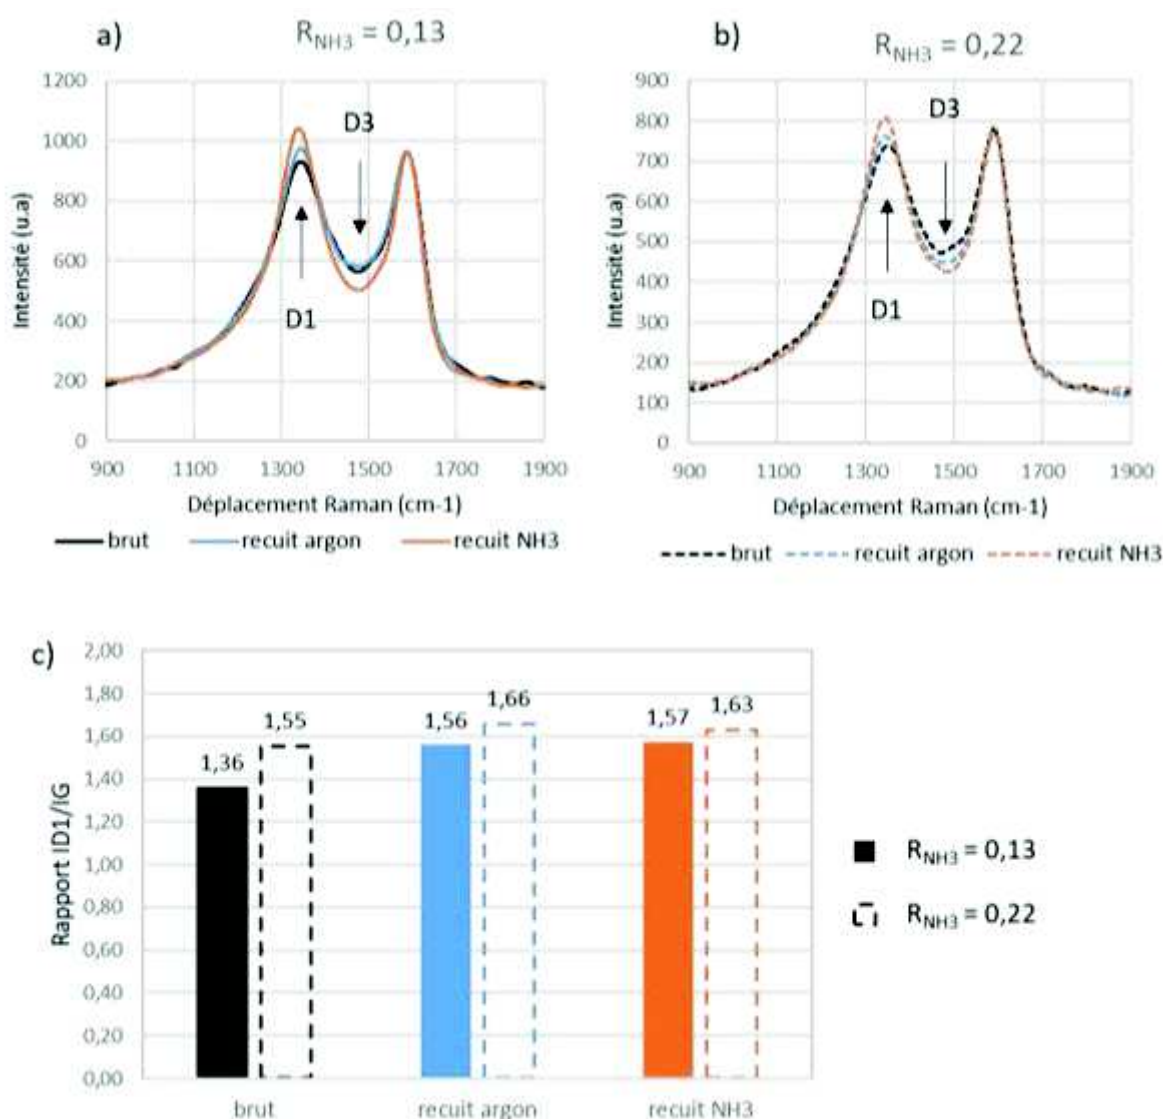 a)
R_NH3 = 0,13
1200
1000
800
600
400
200
0
Intensité (u.a)
D3
D1
900 1100 1300 1500 1700 1900
Déplacement Raman (cm-1)
brut recuit argon recuit NH3
b)
R_NH3 = 0,22
900
800
700
600
500
400
300
200
100
0
Intensité (u.a)
D3
D1
900 1100 1300 1500 1700 1900
Déplacement Raman (cm-1)
brut recuit argon recuit NH3
c)
2,00
1,80
1,60
1,40
1,20
1,00
0,80
0,60
0,40
0,20
0,00
Rapport ID1/IG
1,36 1,55 1,56 1,66 1,57 1,63
brut recuit argon recuit NH3
R_NH3 = 0,13
R_NH3 = 0,22